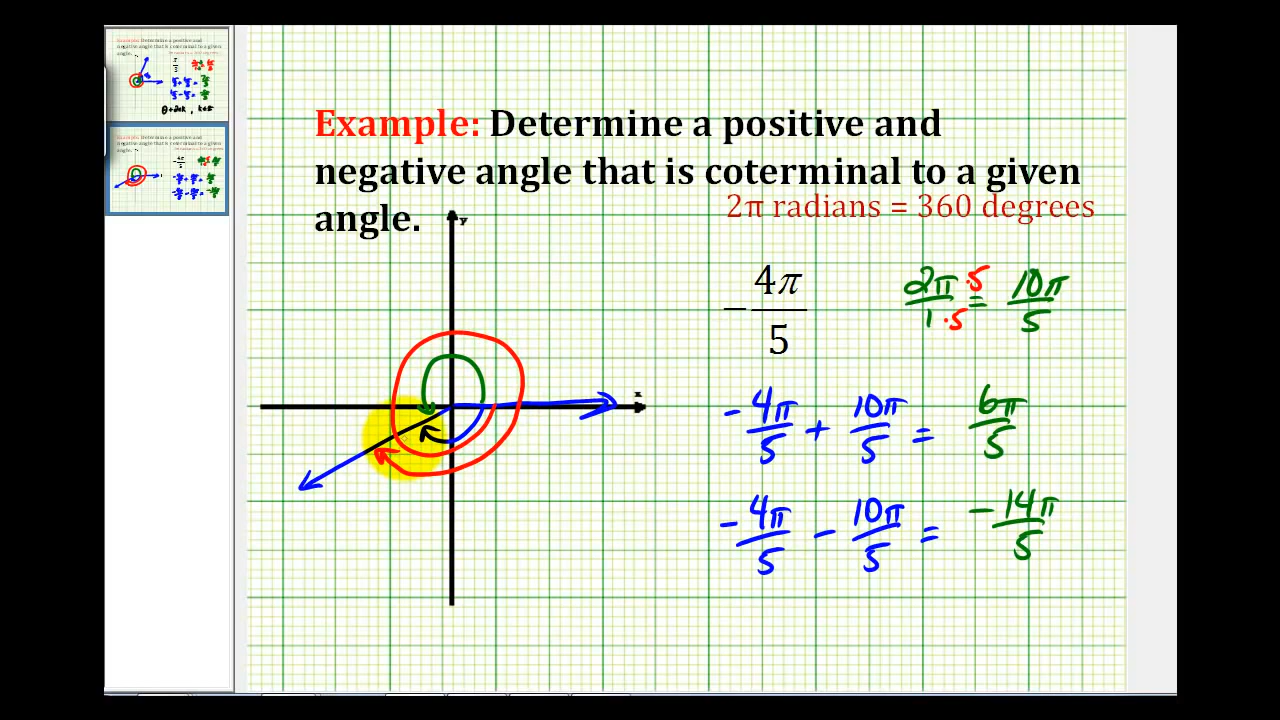 Example: Determine a positive and
negative angle that is coterminal to a given
angle.
2π radians = 360 degrees
y
x
-4π/5
2π/1 ·5/·5 = 10π/5
-4π/5 + 10π/5 = 6π/5
-4π/5 - 10π/5 = -14π/5